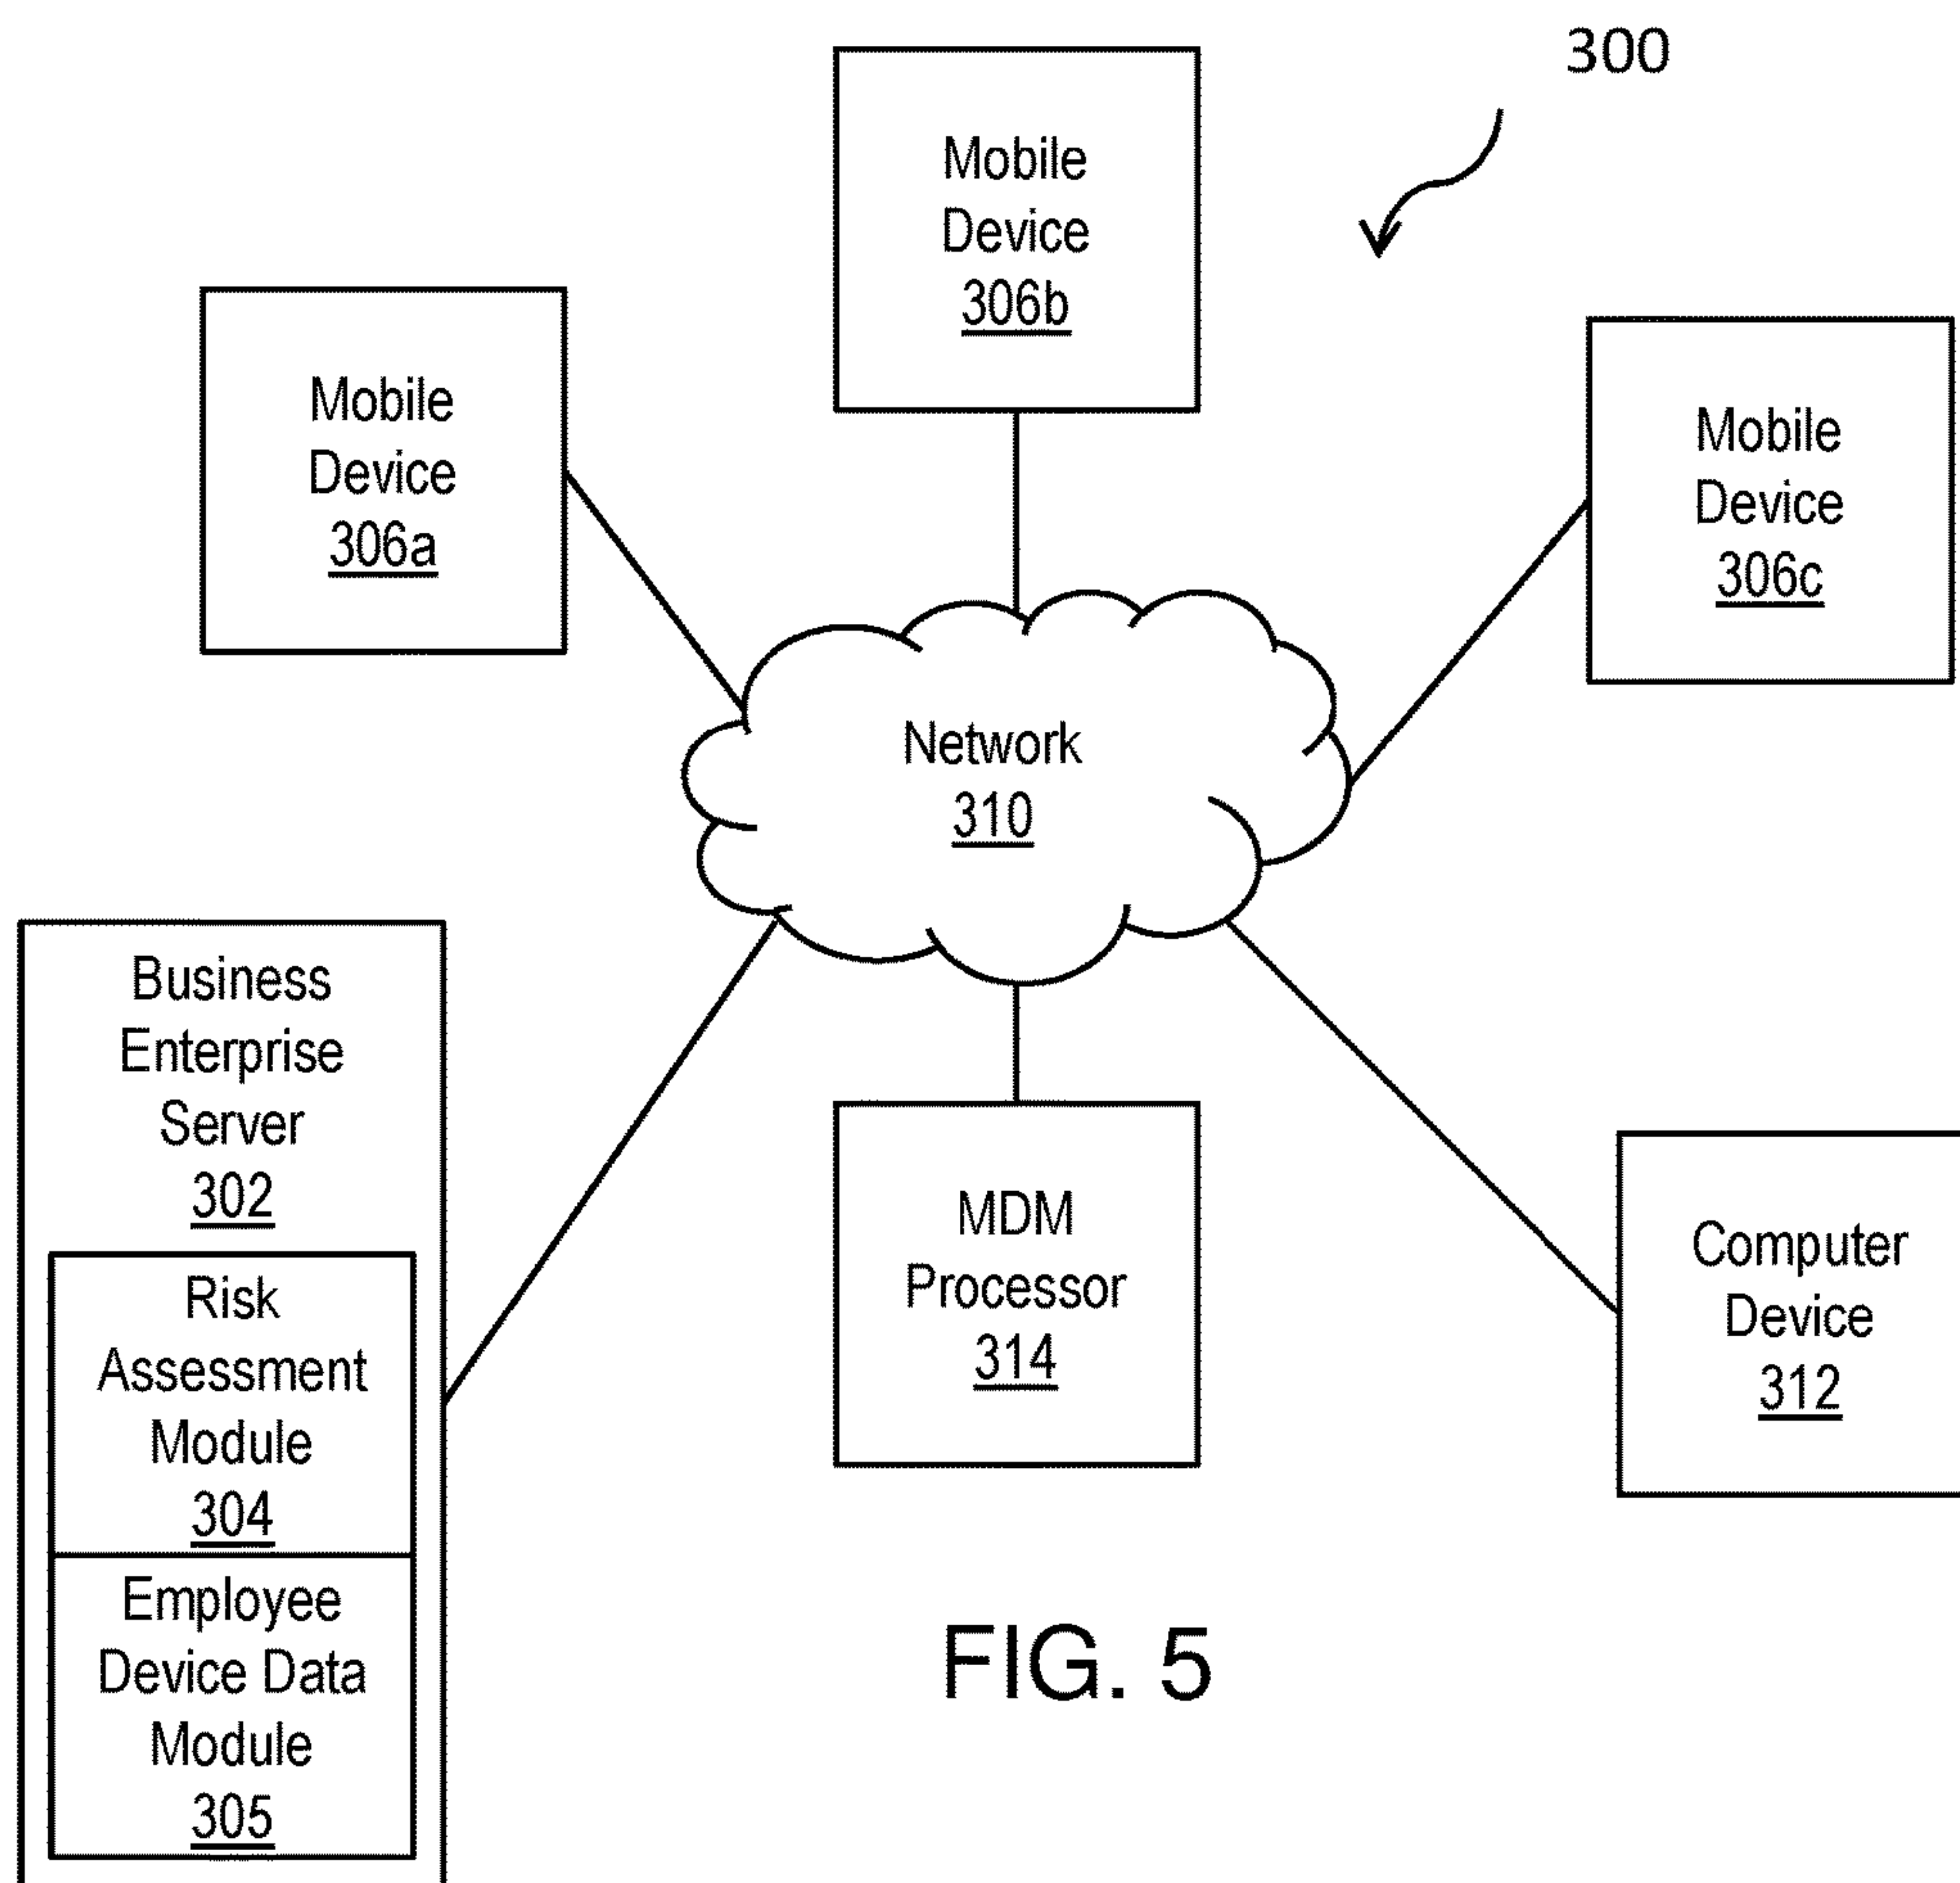 300
Mobile
Device
306b
Mobile
Device
306a
Mobile
Device
306c
Network
310
Business
Enterprise
Server
302
Risk
Assessment
Module
304
Employee
Device Data
Module
305
MDM
Processor
314
Computer
Device
312
FIG. 5